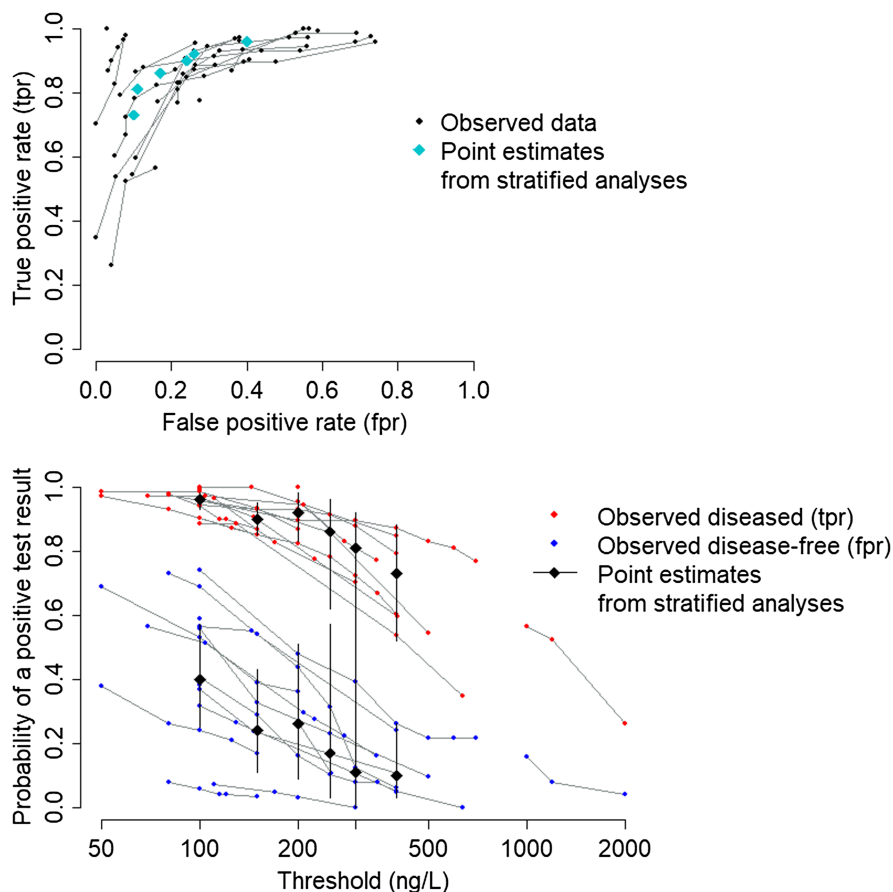 True positive rate (tpr)
0.0
0.2
0.4
0.6
0.8
1.0
0.0 0.2 0.4 0.6 0.8 1.0
False positive rate (fpr)
Observed data
Point estimates
from stratified analyses
Probability of a positive test result
0.0
0.2
0.4
0.6
0.8
1.0
50 100 200 500 1000 2000
Threshold (ng/L)
Observed diseased (tpr)
Observed disease-free (fpr)
Point estimates
from stratified analyses